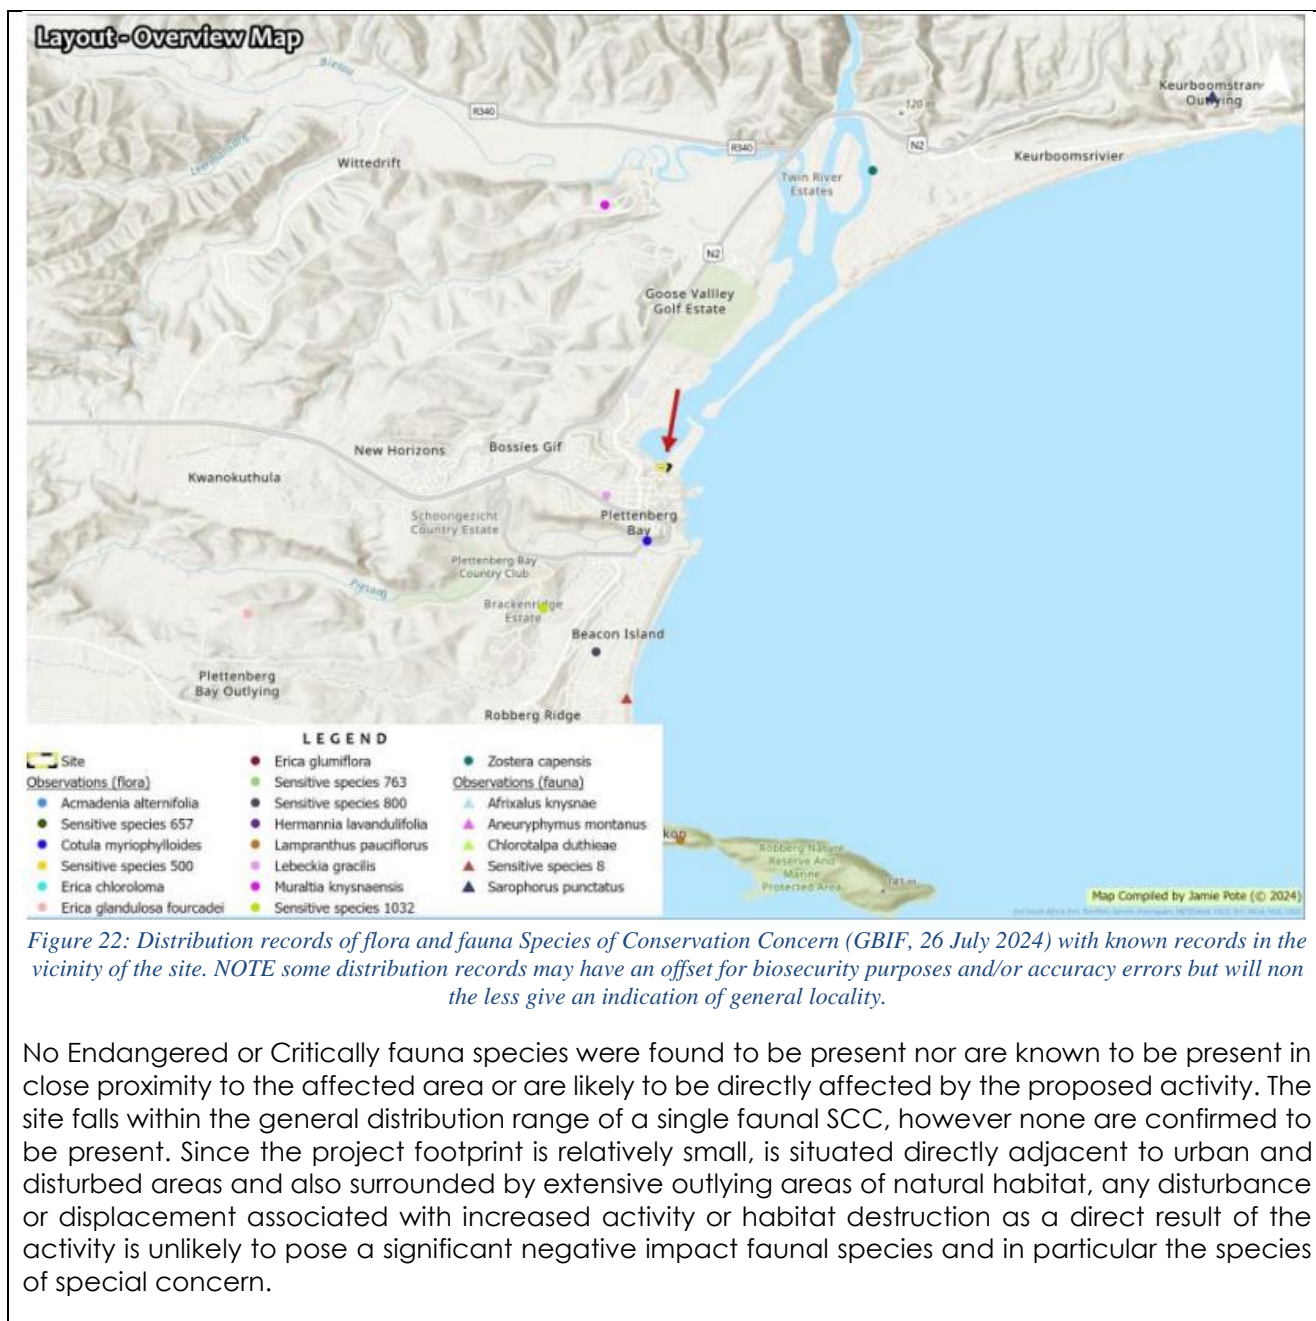 Layout - Overview Map
Bietou
R340
Keurboomstran
Outlying
120 m
Wittedrift
R340
N2
Keurboomsrivier
Twin River
Estates
N2
Goose Vallley
Golf Estate
New Horizons
Bossies Gif
Kwanokuthula
Schoongezicht
Country Estate
Plettenberg
Bay
Plettenberg Bay
Country Club
Piesang
Brackenridge
Estate
Beacon Island
Plettenberg
Bay Outlying
Robberg Ridge
LEGEND
Site
Observations (flora)
Acmadenia alternifolia
Sensitive species 657
Cotula myriophylloides
Sensitive species 500
Erica chloroloma
Erica glandulosa fourcadei
Erica glumiflora
Sensitive species 763
Sensitive species 800
Hermannia lavandulifolia
Lampranthus pauciflorus
Lebeckia gracilis
Muraltia knysnaensis
Sensitive species 1032
Zostera capensis
Observations (fauna)
Afrixalus knysnae
Aneuryphymus montanus
Chlorotalpa duthieae
Sensitive species 8
Sarophorus punctatus
kop
Robberg Nature
Reserve And
Marine
Protected Area
141 m
Map Compiled by Jamie Pote (© 2024)
Figure 22: Distribution records of flora and fauna Species of Conservation Concern (GBIF, 26 July 2024) with known records in the
vicinity of the site. NOTE some distribution records may have an offset for biosecurity purposes and/or accuracy errors but will non
the less give an indication of general locality.
No Endangered or Critically fauna species were found to be present nor are known to be present in
close proximity to the affected area or are likely to be directly affected by the proposed activity. The
site falls within the general distribution range of a single faunal SCC, however none are confirmed to
be present. Since the project footprint is relatively small, is situated directly adjacent to urban and
disturbed areas and also surrounded by extensive outlying areas of natural habitat, any disturbance
or displacement associated with increased activity or habitat destruction as a direct result of the
activity is unlikely to pose a significant negative impact faunal species and in particular the species
of special concern.